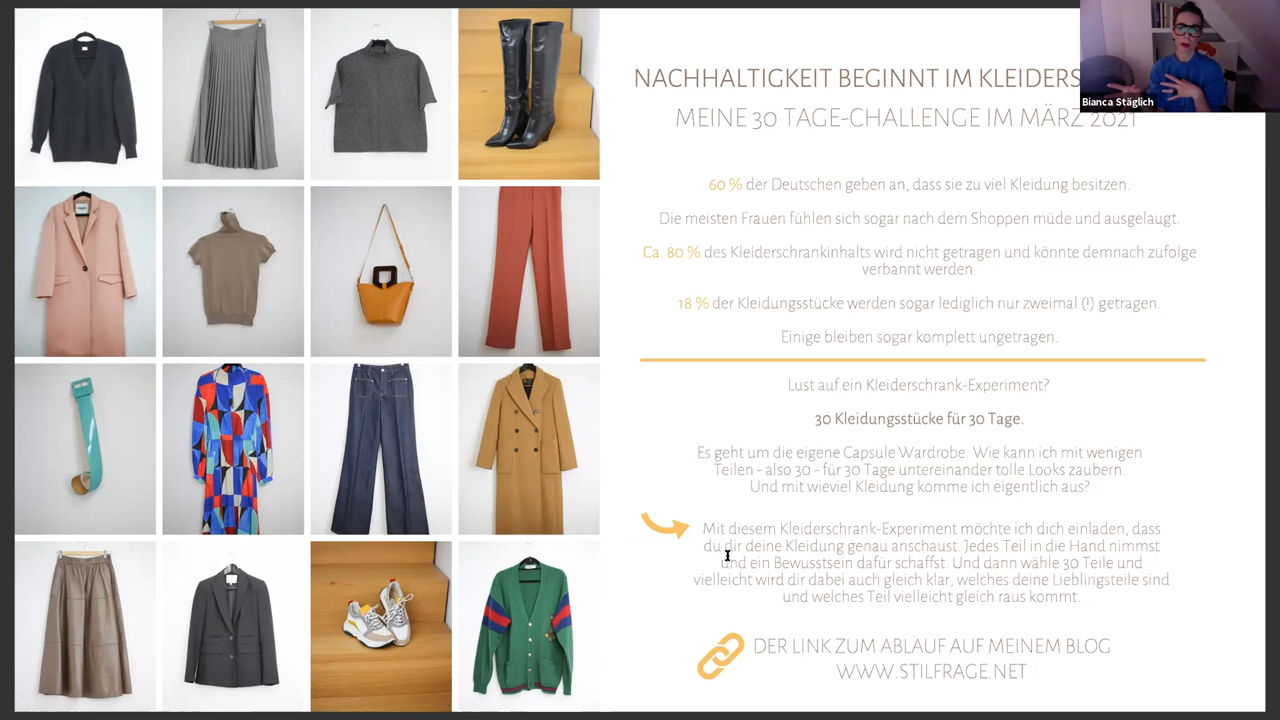 NACHHALTIGKEIT BEGINNT IM KLEIDERS
MEINE 30 TAGE-CHALLENGE IM MÄRZ 2021
Bianca Stäglich
60 % der Deutschen geben an, dass sie zu viel Kleidung besitzen.
Die meisten Frauen fühlen sich sogar nach dem Shoppen müde und ausgelaugt.
Ca. 80 % des Kleiderschrankinhalts wird nicht getragen und könnte demnach zufolge
verbannt werden.
18 % der Kleidungsstücke werden sogar lediglich nur zweimal (!) getragen.
Einige bleiben sogar komplett ungetragen.
Lust auf ein Kleiderschrank-Experiment?
30 Kleidungsstücke für 30 Tage.
Es geht um die eigene Capsule Wardrobe. Wie kann ich mit wenigen
Teilen - also 30 - für 30 Tage untereinander tolle Looks zaubern.
Und mit wieviel Kleidung komme ich eigentlich aus?
Mit diesem Kleiderschrank-Experiment möchte ich dich einladen, dass
du dir deine Kleidung genau anschaust. Jedes Teil in die Hand nimmst
und ein Bewusstsein dafür schaffst. Und dann wähle 30 Teile und
vielleicht wird dir dabei auch gleich klar, welches deine Lieblingsteile sind
und welches Teil vielleicht gleich raus kommt.
DER LINK ZUM ABLAUF AUF MEINEM BLOG
WWW.STILFRAGE.NET